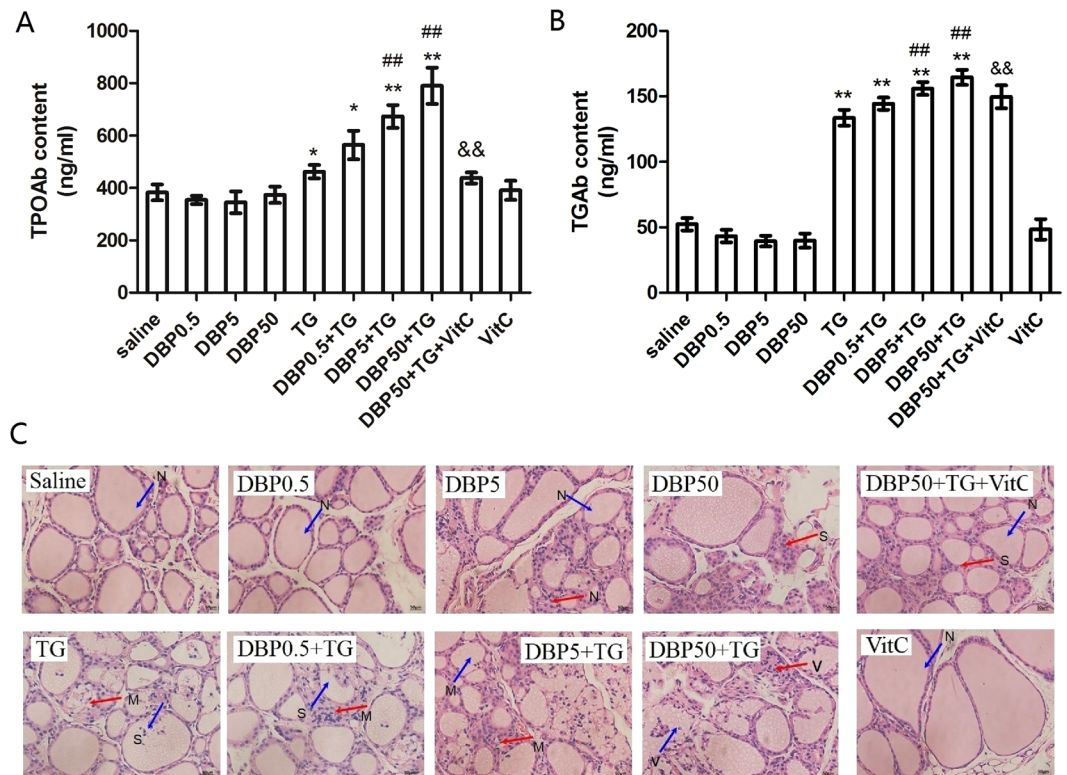 A
TPOAb content
(ng/ml)
1000
800
600
400
200
0
*
*
##
**
##
**
&&
saline
DBP0.5
DBP5
DBP50
TG
DBP0.5+TG
DBP5+TG
DBP50+TG
DBP50+TG+VitC
VitC
B
TGAb content
(ng/ml)
200
150
100
50
0
**
**
##
**
##
**
&&
saline
DBP0.5
DBP5
DBP50
TG
DBP0.5+TG
DBP5+TG
DBP50+TG
DBP50+TG+VitC
VitC
C
Saline
N
DBP0.5
N
DBP5
N
N
DBP50
S
DBP50+TG+VitC
N
S
TG
M
S
DBP0.5+TG
S
M
DBP5+TG
M
M
DBP50+TG
V
V
VitC
N